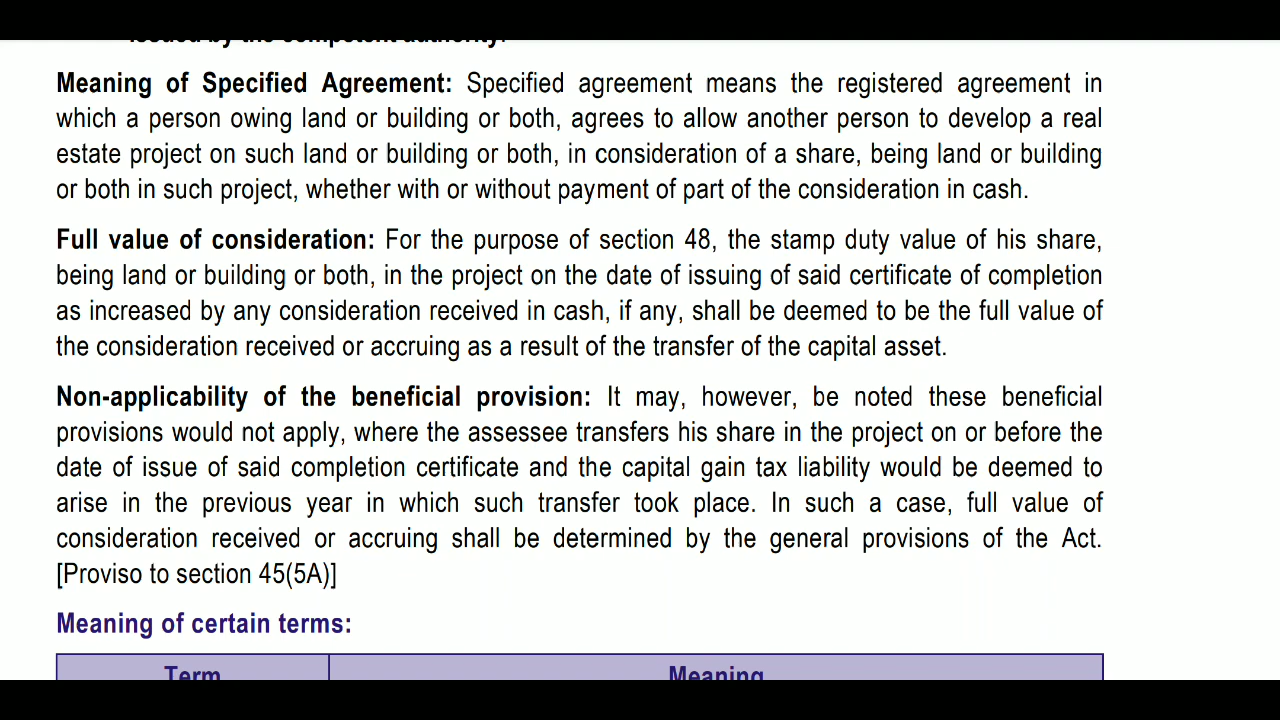 issued by the competent authority.
Meaning of Specified Agreement: Specified agreement means the registered agreement in
which a person owing land or building or both, agrees to allow another person to develop a real
estate project on such land or building or both, in consideration of a share, being land or building
or both in such project, whether with or without payment of part of the consideration in cash.
Full value of consideration: For the purpose of section 48, the stamp duty value of his share,
being land or building or both, in the project on the date of issuing of said certificate of completion
as increased by any consideration received in cash, if any, shall be deemed to be the full value of
the consideration received or accruing as a result of the transfer of the capital asset.
Non-applicability of the beneficial provision: It may, however, be noted these beneficial
provisions would not apply, where the assessee transfers his share in the project on or before the
date of issue of said completion certificate and the capital gain tax liability would be deemed to
arise in the previous year in which such transfer took place. In such a case, full value of
consideration received or accruing shall be determined by the general provisions of the Act.
[Proviso to section 45(5A)]
Meaning of certain terms:
Term Meaning